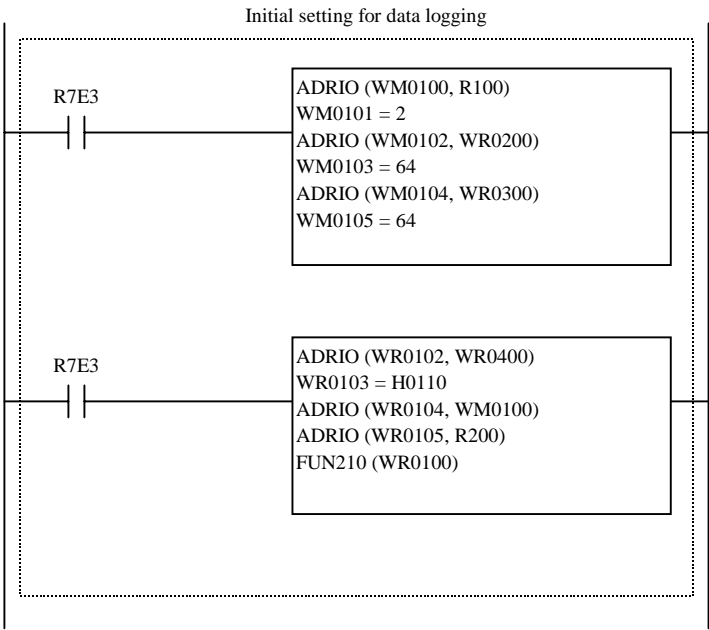 Initial setting for data logging
R7E3
ADRIO (WM0100, R100)
WM0101 = 2
ADRIO (WM0102, WR0200)
WM0103 = 64
ADRIO (WM0104, WR0300)
WM0105 = 64
R7E3
ADRIO (WR0102, WR0400)
WR0103 = H0110
ADRIO (WR0104, WM0100)
ADRIO (WR0105, R200)
FUN210 (WR0100)